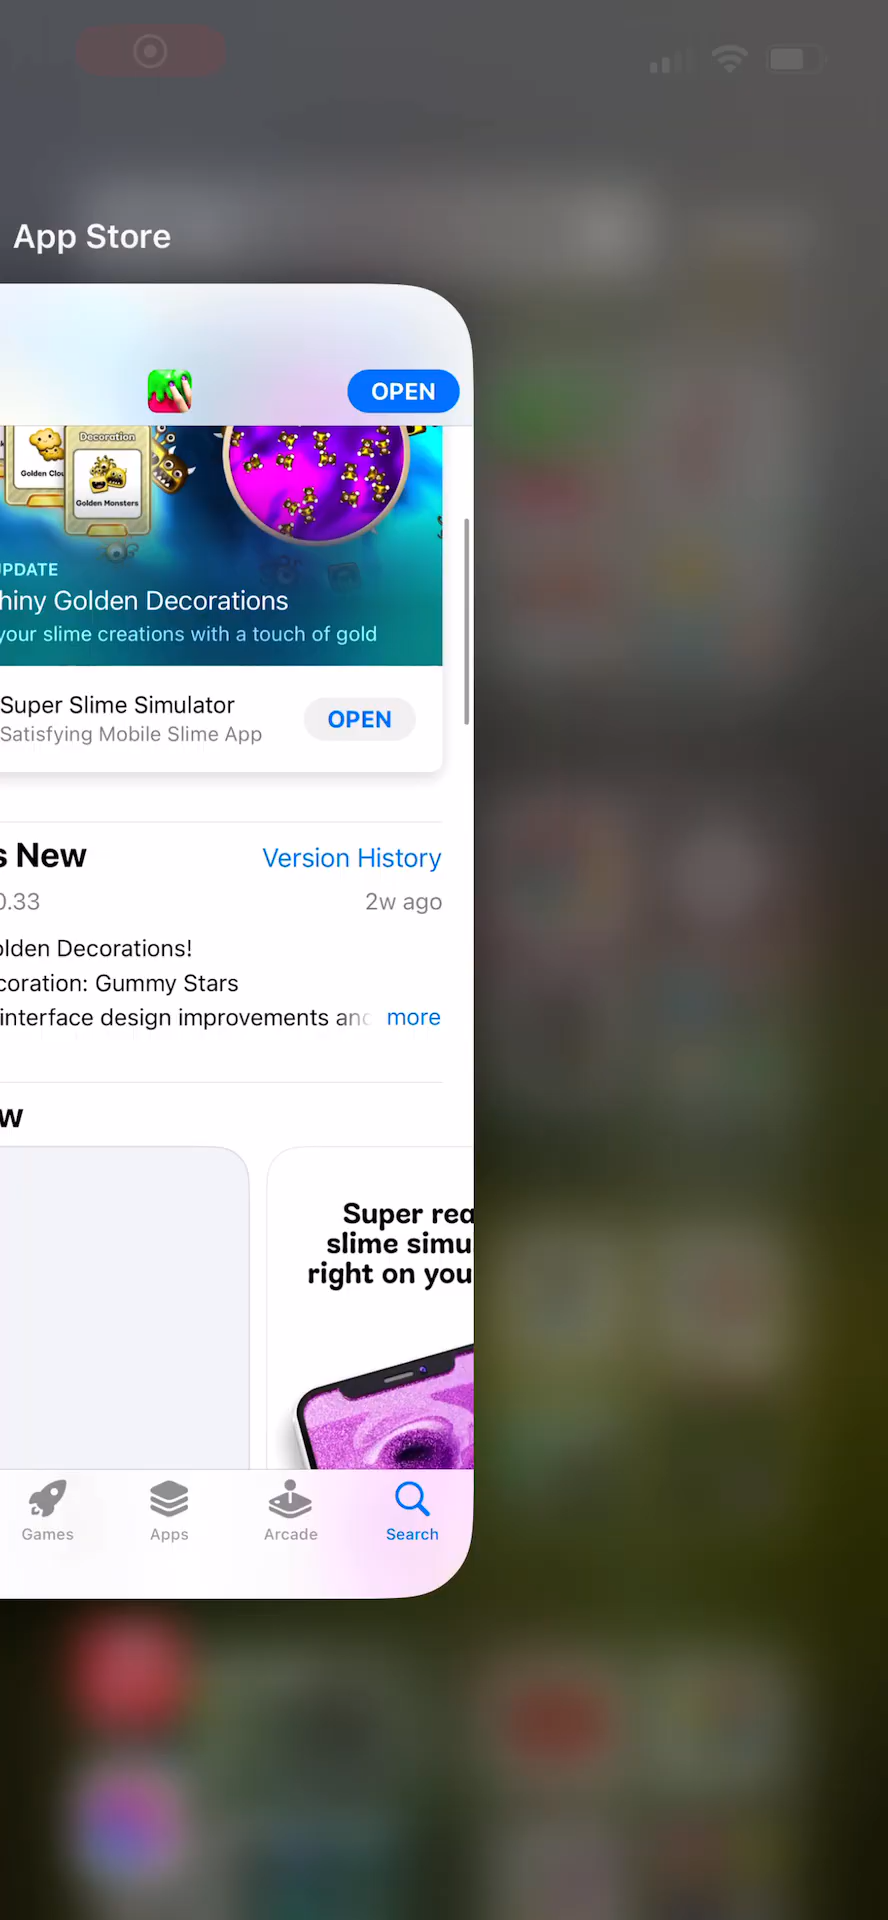 App Store
OPEN
Decoration
Golden Clou
Golden Monsters
PDATE
hiny Golden Decorations
your slime creations with a touch of gold
Super Slime Simulator
Satisfying Mobile Slime App
OPEN
s New
Version History
0.33
2w ago
olden Decorations!
coration: Gummy Stars
interface design improvements and
more
w
Super rea
slime simu
right on you
Games
Apps
Arcade
Search